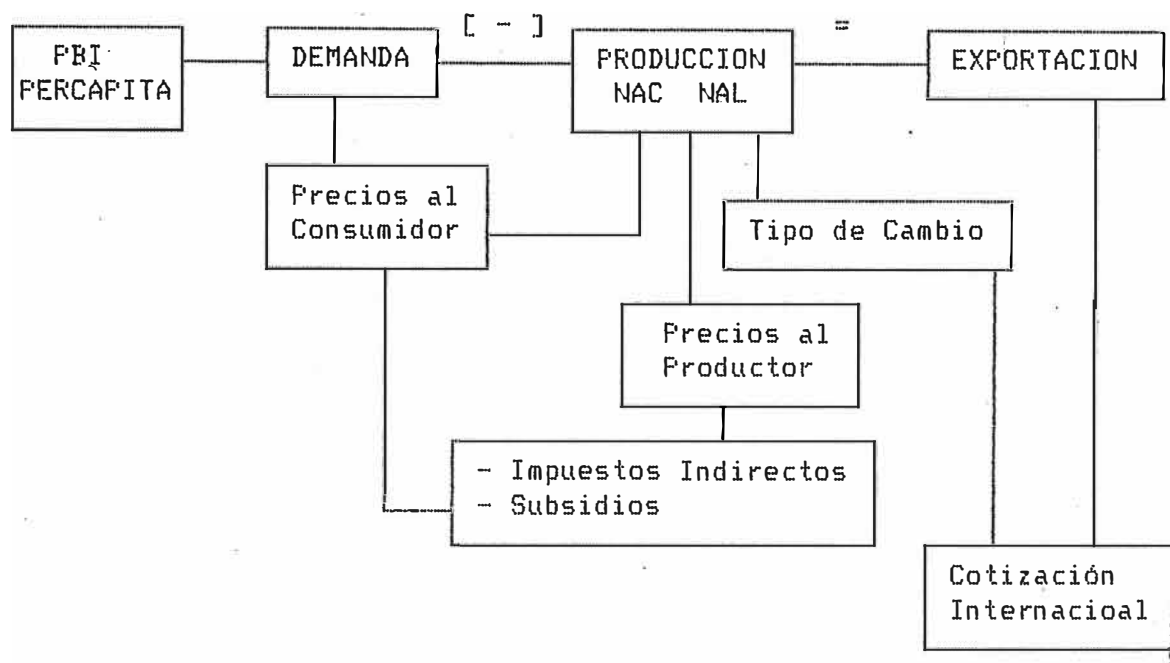 [ - ]
=
PBI
PERCAPITA
DEMANDA
PRODUCCION
NAC NAL
EXPORTACION
Precios al
Consumidor
Tipo de Cambio
Precios al
Productor
- Impuestos Indirectos
- Subsidios
Cotización
Internacioal